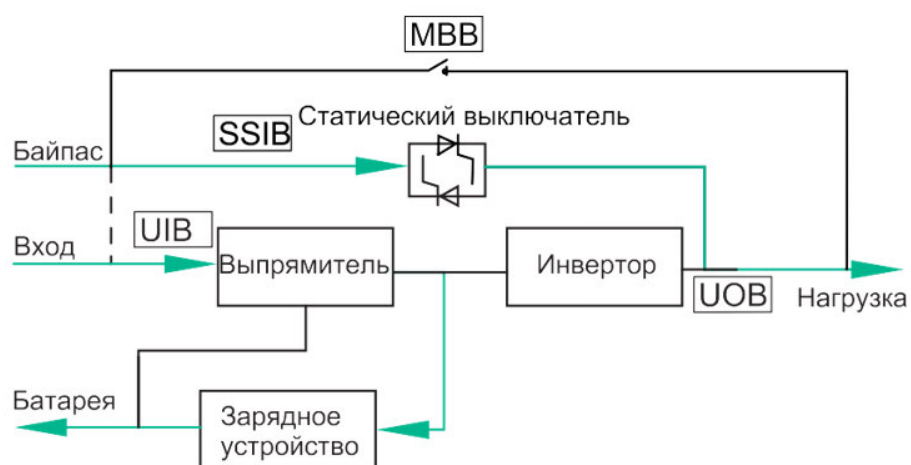 MBB
Статический выключатель
SSIB
Байпас
UIB
Вход
Выпрямитель
Инвертор
UOB
Нагрузка
Батарея
Зарядное
устройство